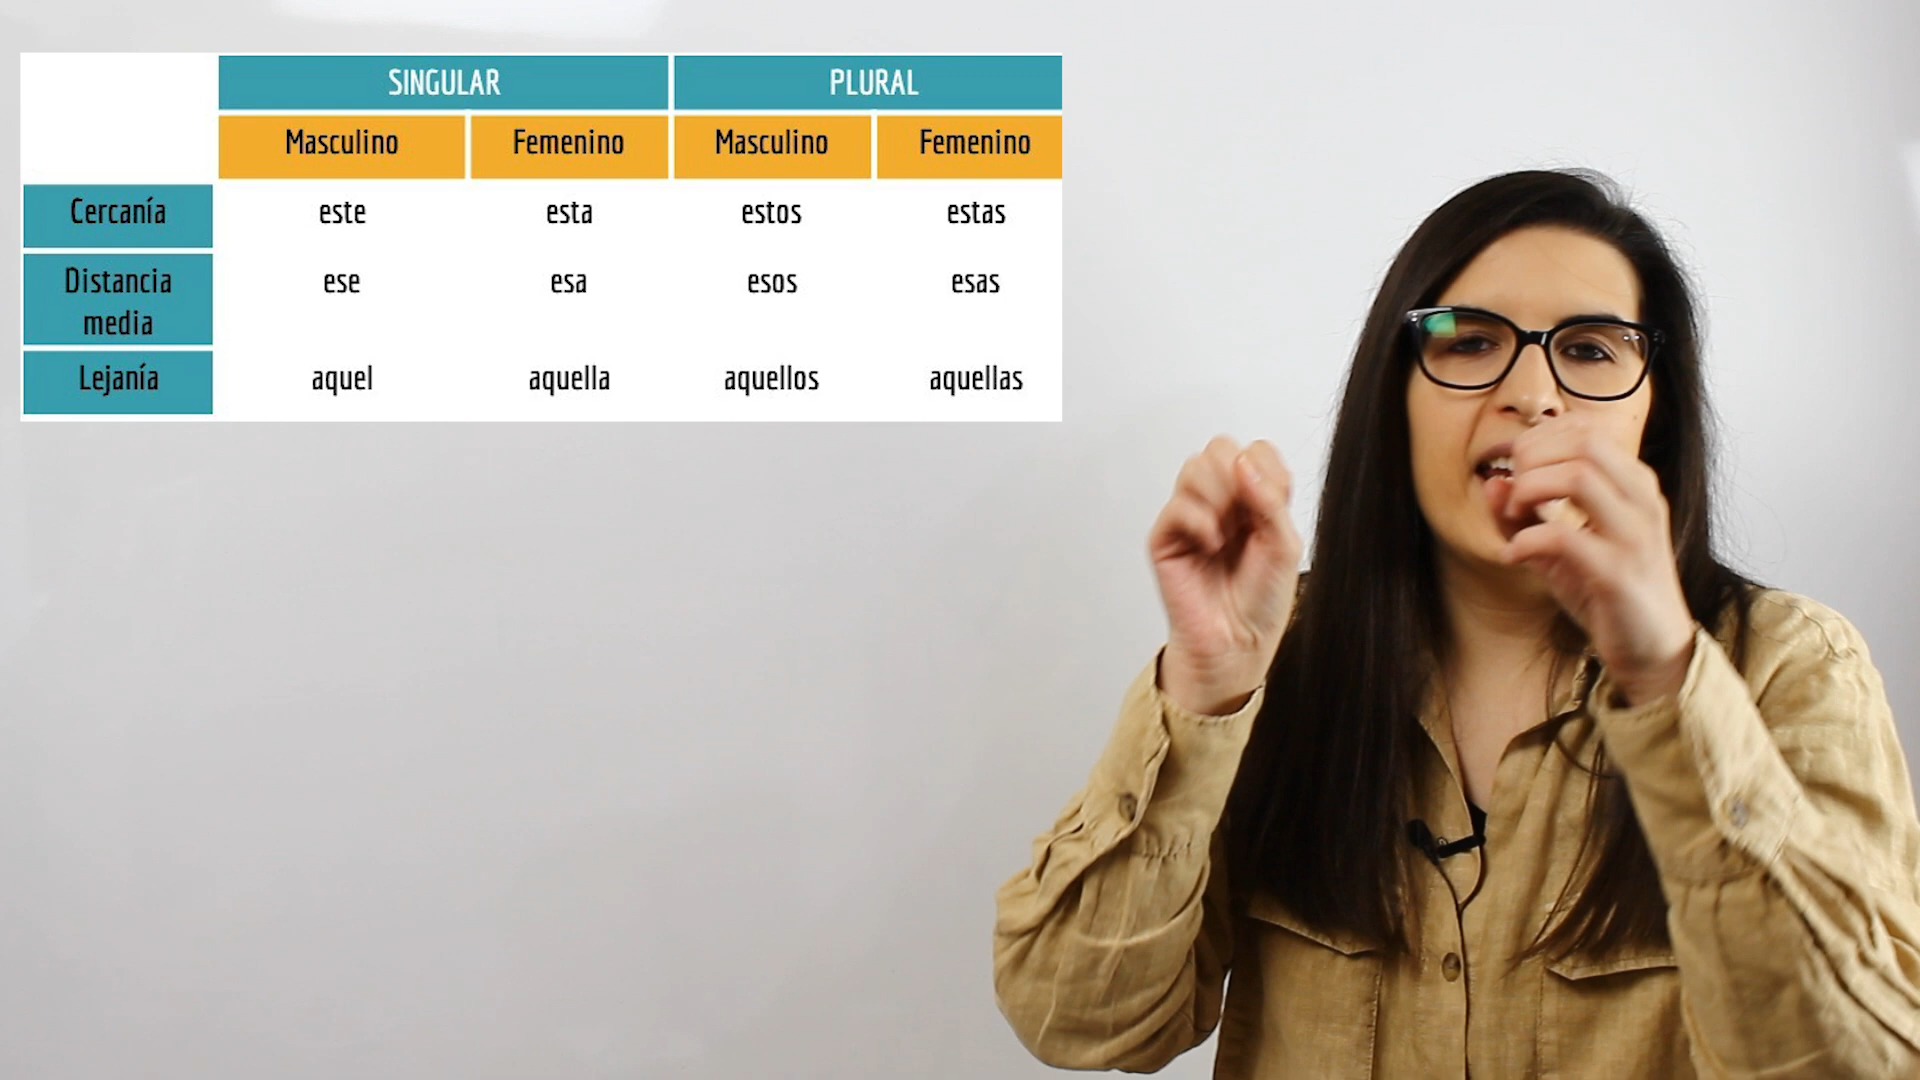 SINGULAR PLURAL
Masculino Femenino Masculino Femenino
Cercanía este esta estos estas
Distancia media ese esa esos esas
Lejanía aquel aquella aquellos aquellas